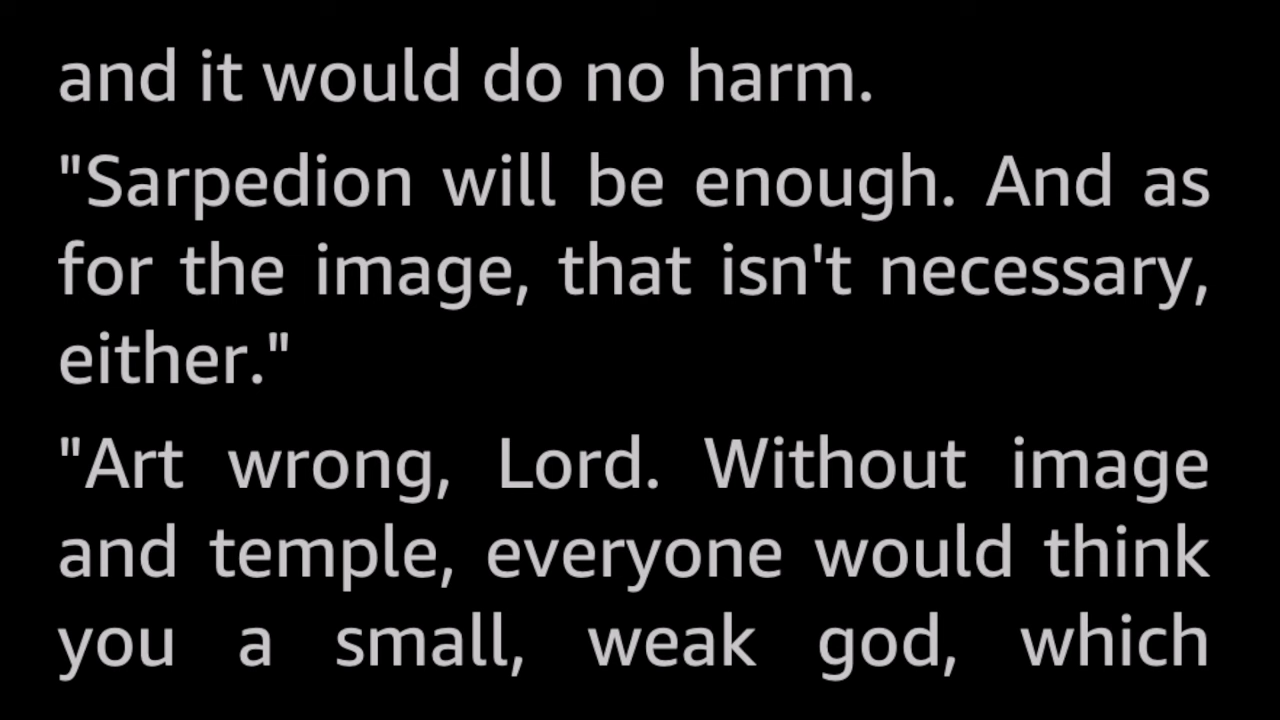 and it would do no harm.
"Sarpedion will be enough. And as
for the image, that isn't necessary,
either."
"Art wrong, Lord. Without image
and temple, everyone would think
you a small, weak god, which